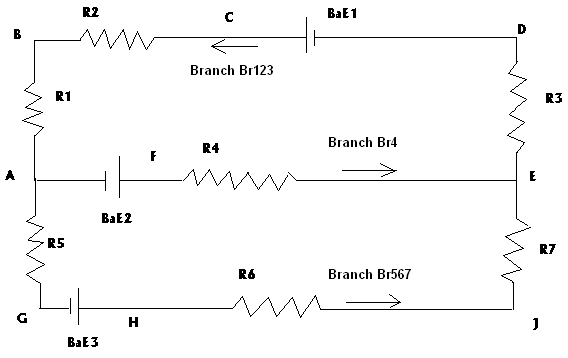 R2
C
BaE1
B
D
Branch Br123
R1
R3
A
F
R4
Branch Br4
E
BaE2
R5
R6
Branch Br567
R7
G
H
J
BaE3